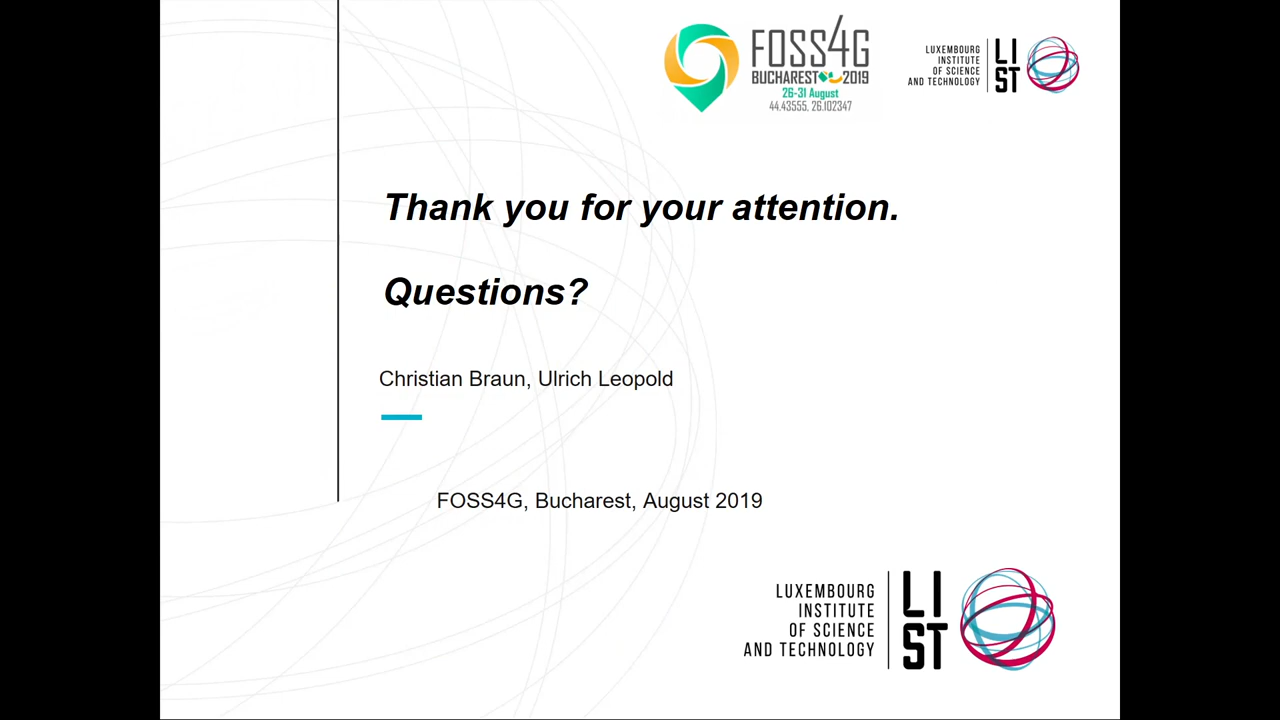 FOSS4G
BUCHAREST 2019
26-31 August
44.43555, 26.102347
LUXEMBOURG
INSTITUTE
OF SCIENCE
AND TECHNOLOGY
LI
ST
Thank you for your attention.
Questions?
Christian Braun, Ulrich Leopold
FOSS4G, Bucharest, August 2019
LUXEMBOURG
INSTITUTE
OF SCIENCE
AND TECHNOLOGY
LI
ST